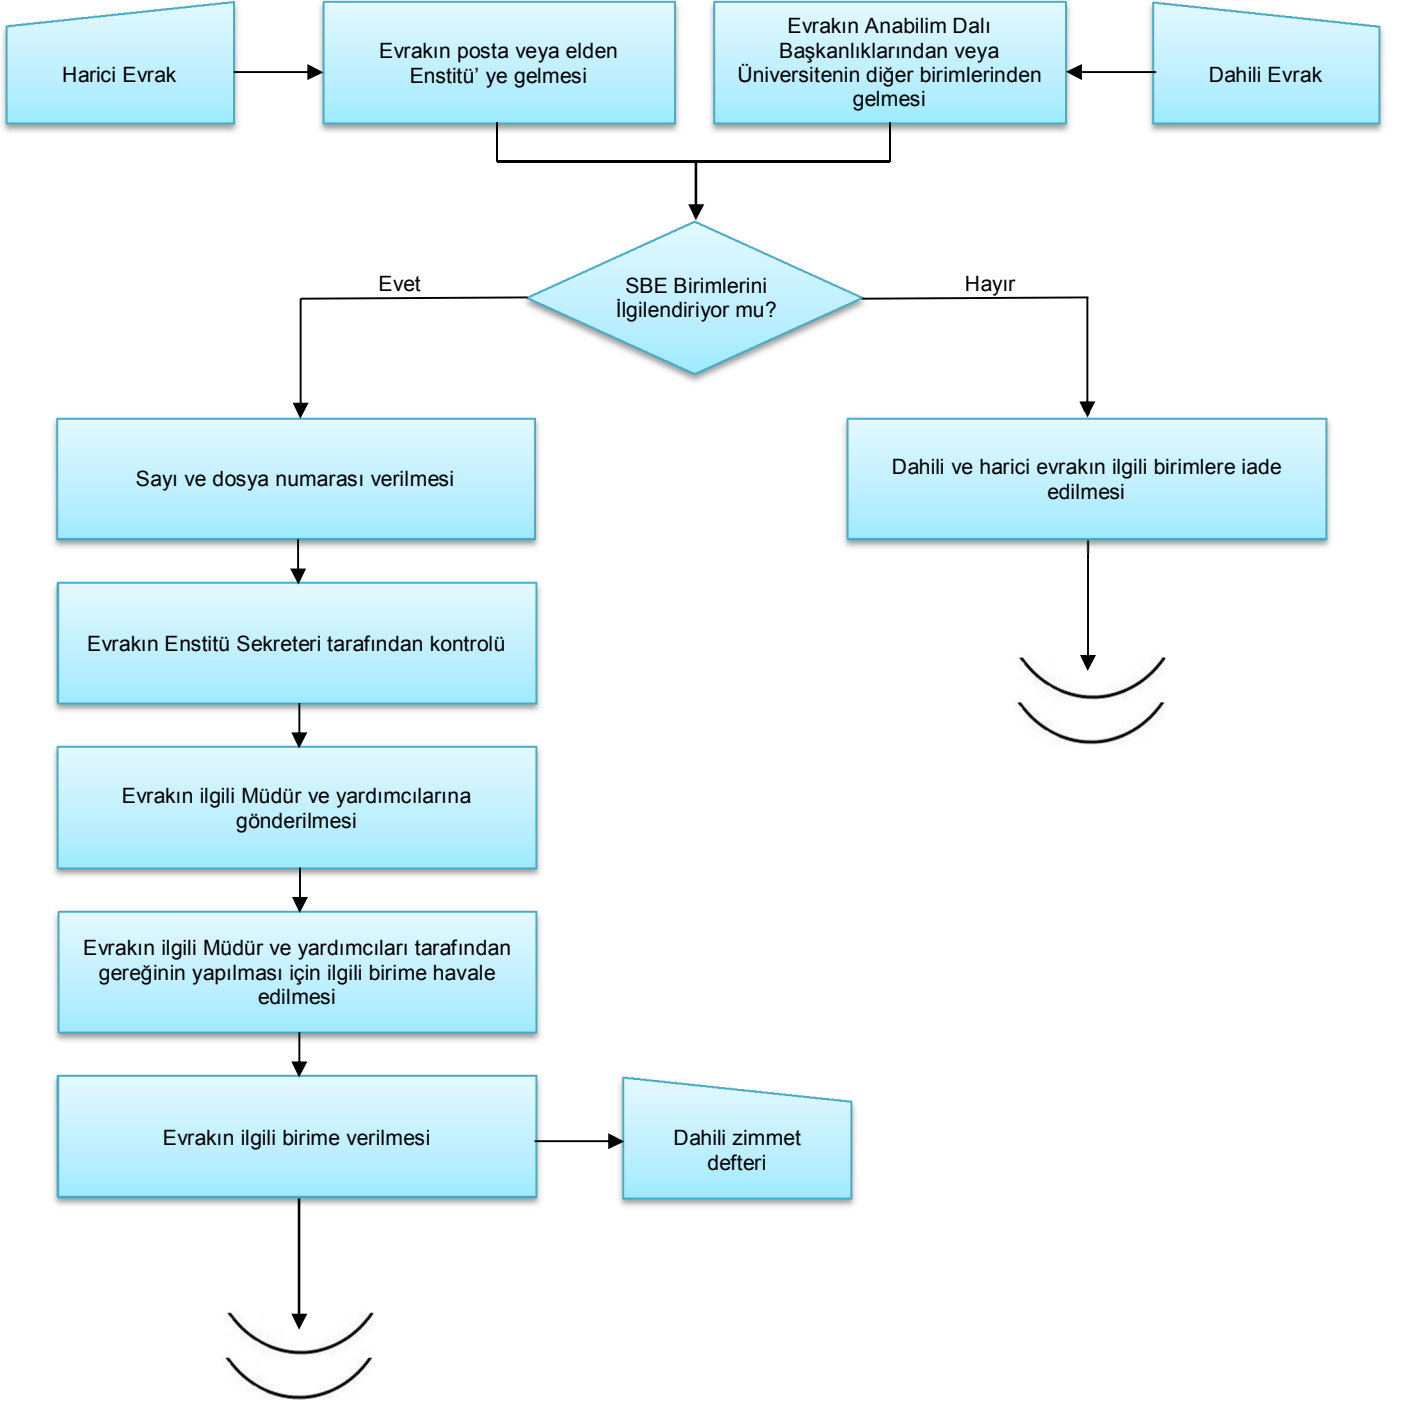 Harici Evrak
Evrakın posta veya elden
Enstitü’ ye gelmesi
Evrakın Anabilim Dalı
Başkanlıklarından veya
Üniversitenin diğer birimlerinden
gelmesi
Dahili Evrak
SBE Birimlerini
İlgilendiriyor mu?
Evet
Hayır
Sayı ve dosya numarası verilmesi
Dahili ve harici evrakın ilgili birimlere iade
edilmesi
Evrakın Enstitü Sekreteri tarafından kontrolü
Evrakın ilgili Müdür ve yardımcılarına
gönderilmesi
Evrakın ilgili Müdür ve yardımcıları tarafından
gereğinin yapılması için ilgili birime havale
edilmesi
Evrakın ilgili birime verilmesi
Dahili zimmet
defteri